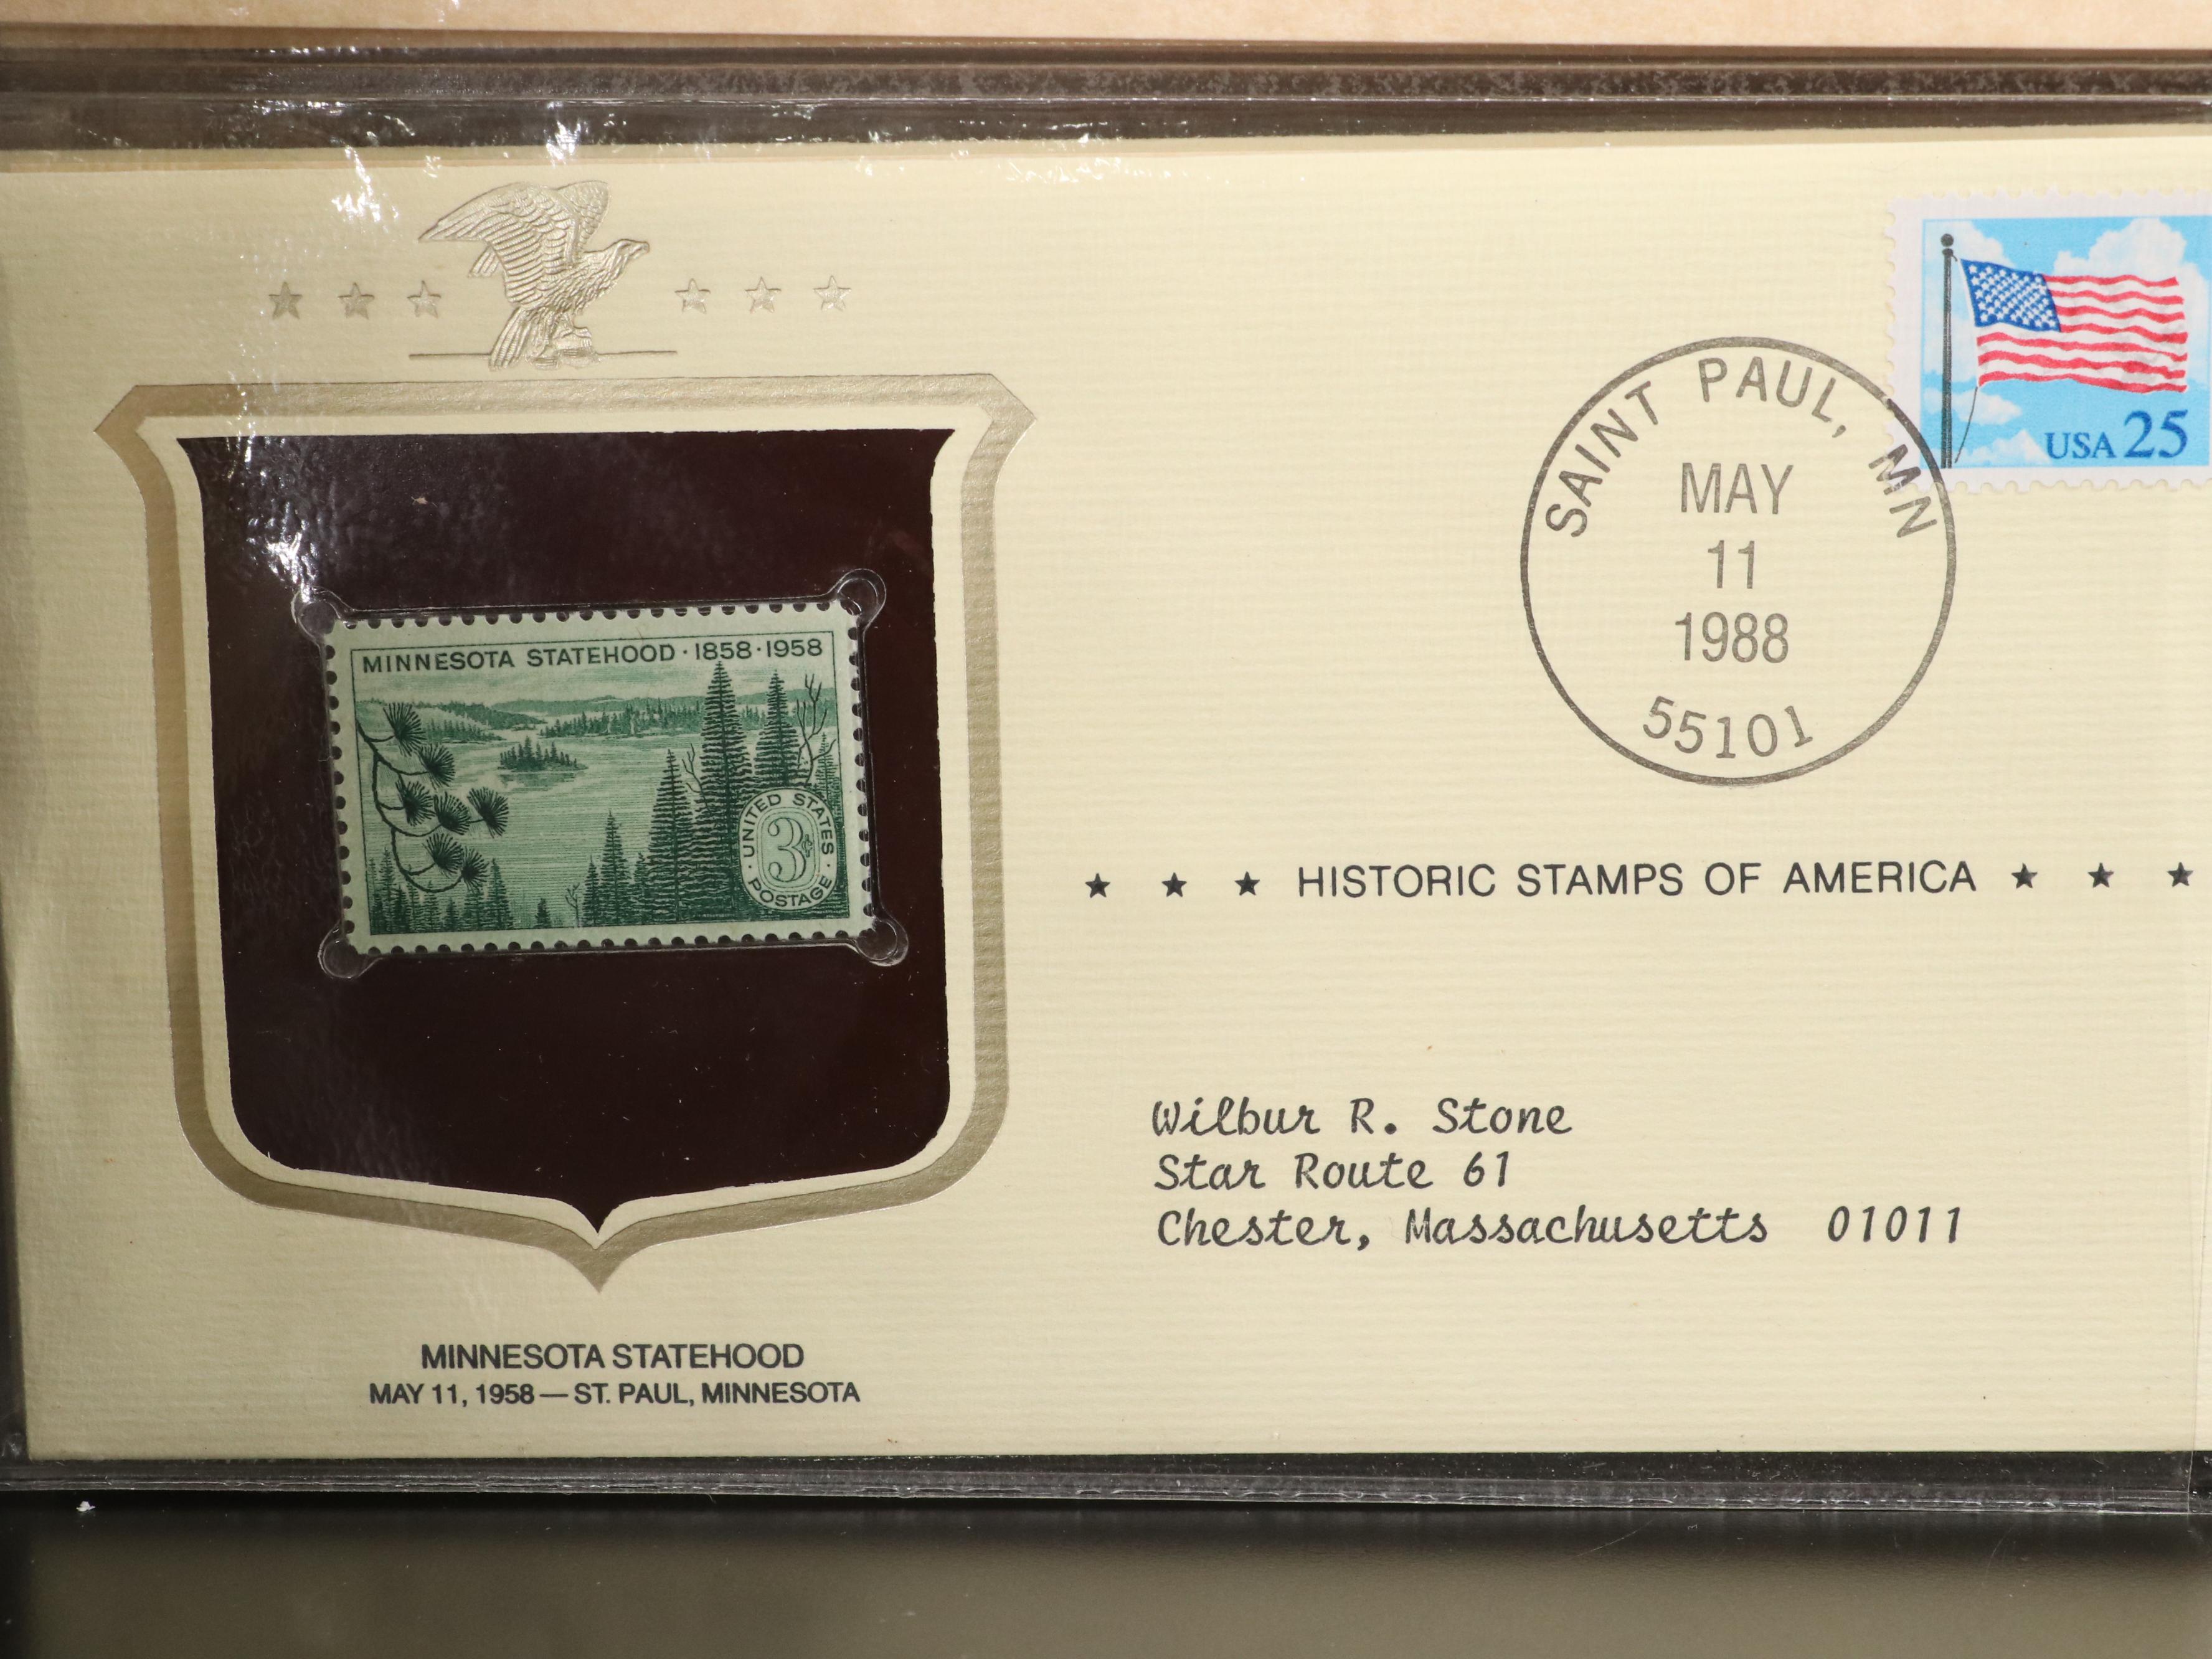 USA 25
SAINT PAUL, MN
MAY
11
1988
55101
MINNESOTA STATEHOOD · 1858 · 1958
UNITED STATES
3¢
POSTAGE
★ ★ ★ HISTORIC STAMPS OF AMERICA ★ ★ ★
Wilbur R. Stone
Star Route 61
Chester, Massachusetts 01011
MINNESOTA STATEHOOD
MAY 11, 1958 — ST. PAUL, MINNESOTA